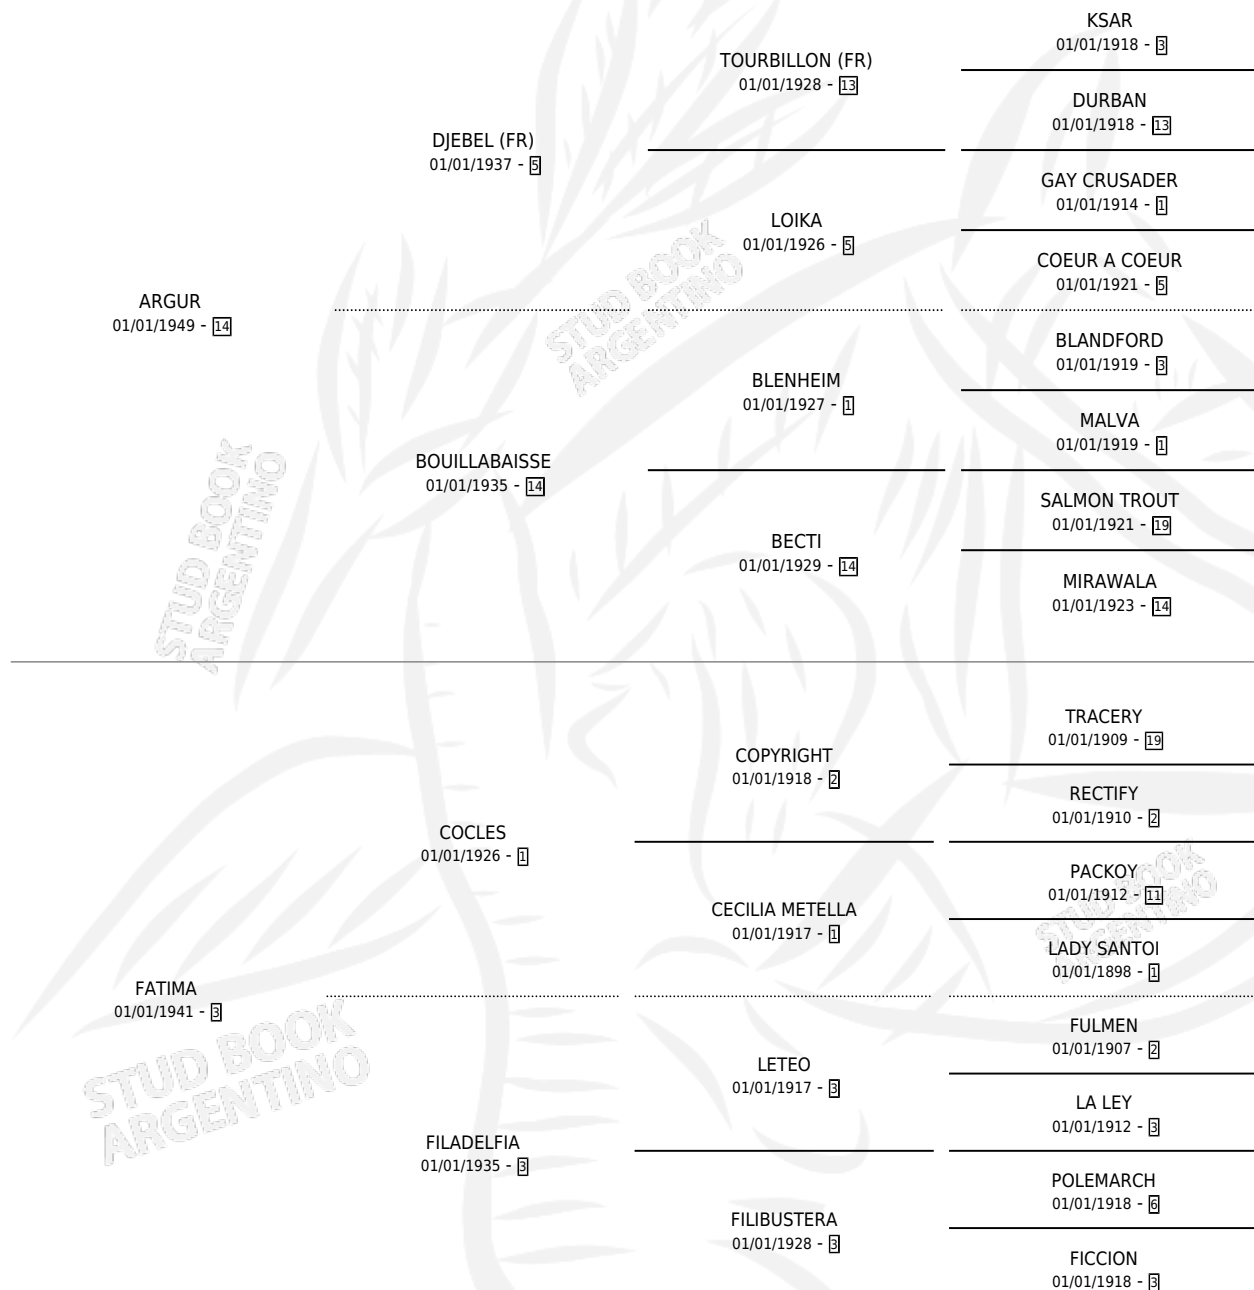 KSAR
01/01/1918 - 3
TOURBILLON (FR)
01/01/1928 - 13
DURBAN
01/01/1918 - 13
DJEBEL (FR)
01/01/1937 - 5
GAY CRUSADER
01/01/1914 - 1
LOIKA
01/01/1926 - 5
COEUR A COEUR
01/01/1921 - 5
ARGUR
01/01/1949 - 14
BLANDFORD
01/01/1919 - 3
BLENHEIM
01/01/1927 - 1
MALVA
01/01/1919 - 1
BOUILLABAISSE
01/01/1935 - 14
SALMON TROUT
01/01/1921 - 19
BECTI
01/01/1929 - 14
MIRAWALA
01/01/1923 - 14
TRACERY
01/01/1909 - 19
COPYRIGHT
01/01/1918 - 2
RECTIFY
01/01/1910 - 2
COCLES
01/01/1926 - 1
PACKOY
01/01/1912 - 11
CECILIA METELLA
01/01/1917 - 1
LADY SANTOI
01/01/1898 - 1
FATIMA
01/01/1941 - 3
FULMEN
01/01/1907 - 2
LETEO
01/01/1917 - 3
LA LEY
01/01/1912 - 3
FILADELFIA
01/01/1935 - 3
POLEMARCH
01/01/1918 - 6
FILIBUSTERA
01/01/1928 - 3
FICCION
01/01/1918 - 3
STUD BOOK
ARGENTINO
STUD BOOK
ARGENTINO
STUD BOOK
ARGENTINO
STUD BOOK
ARGENTINO